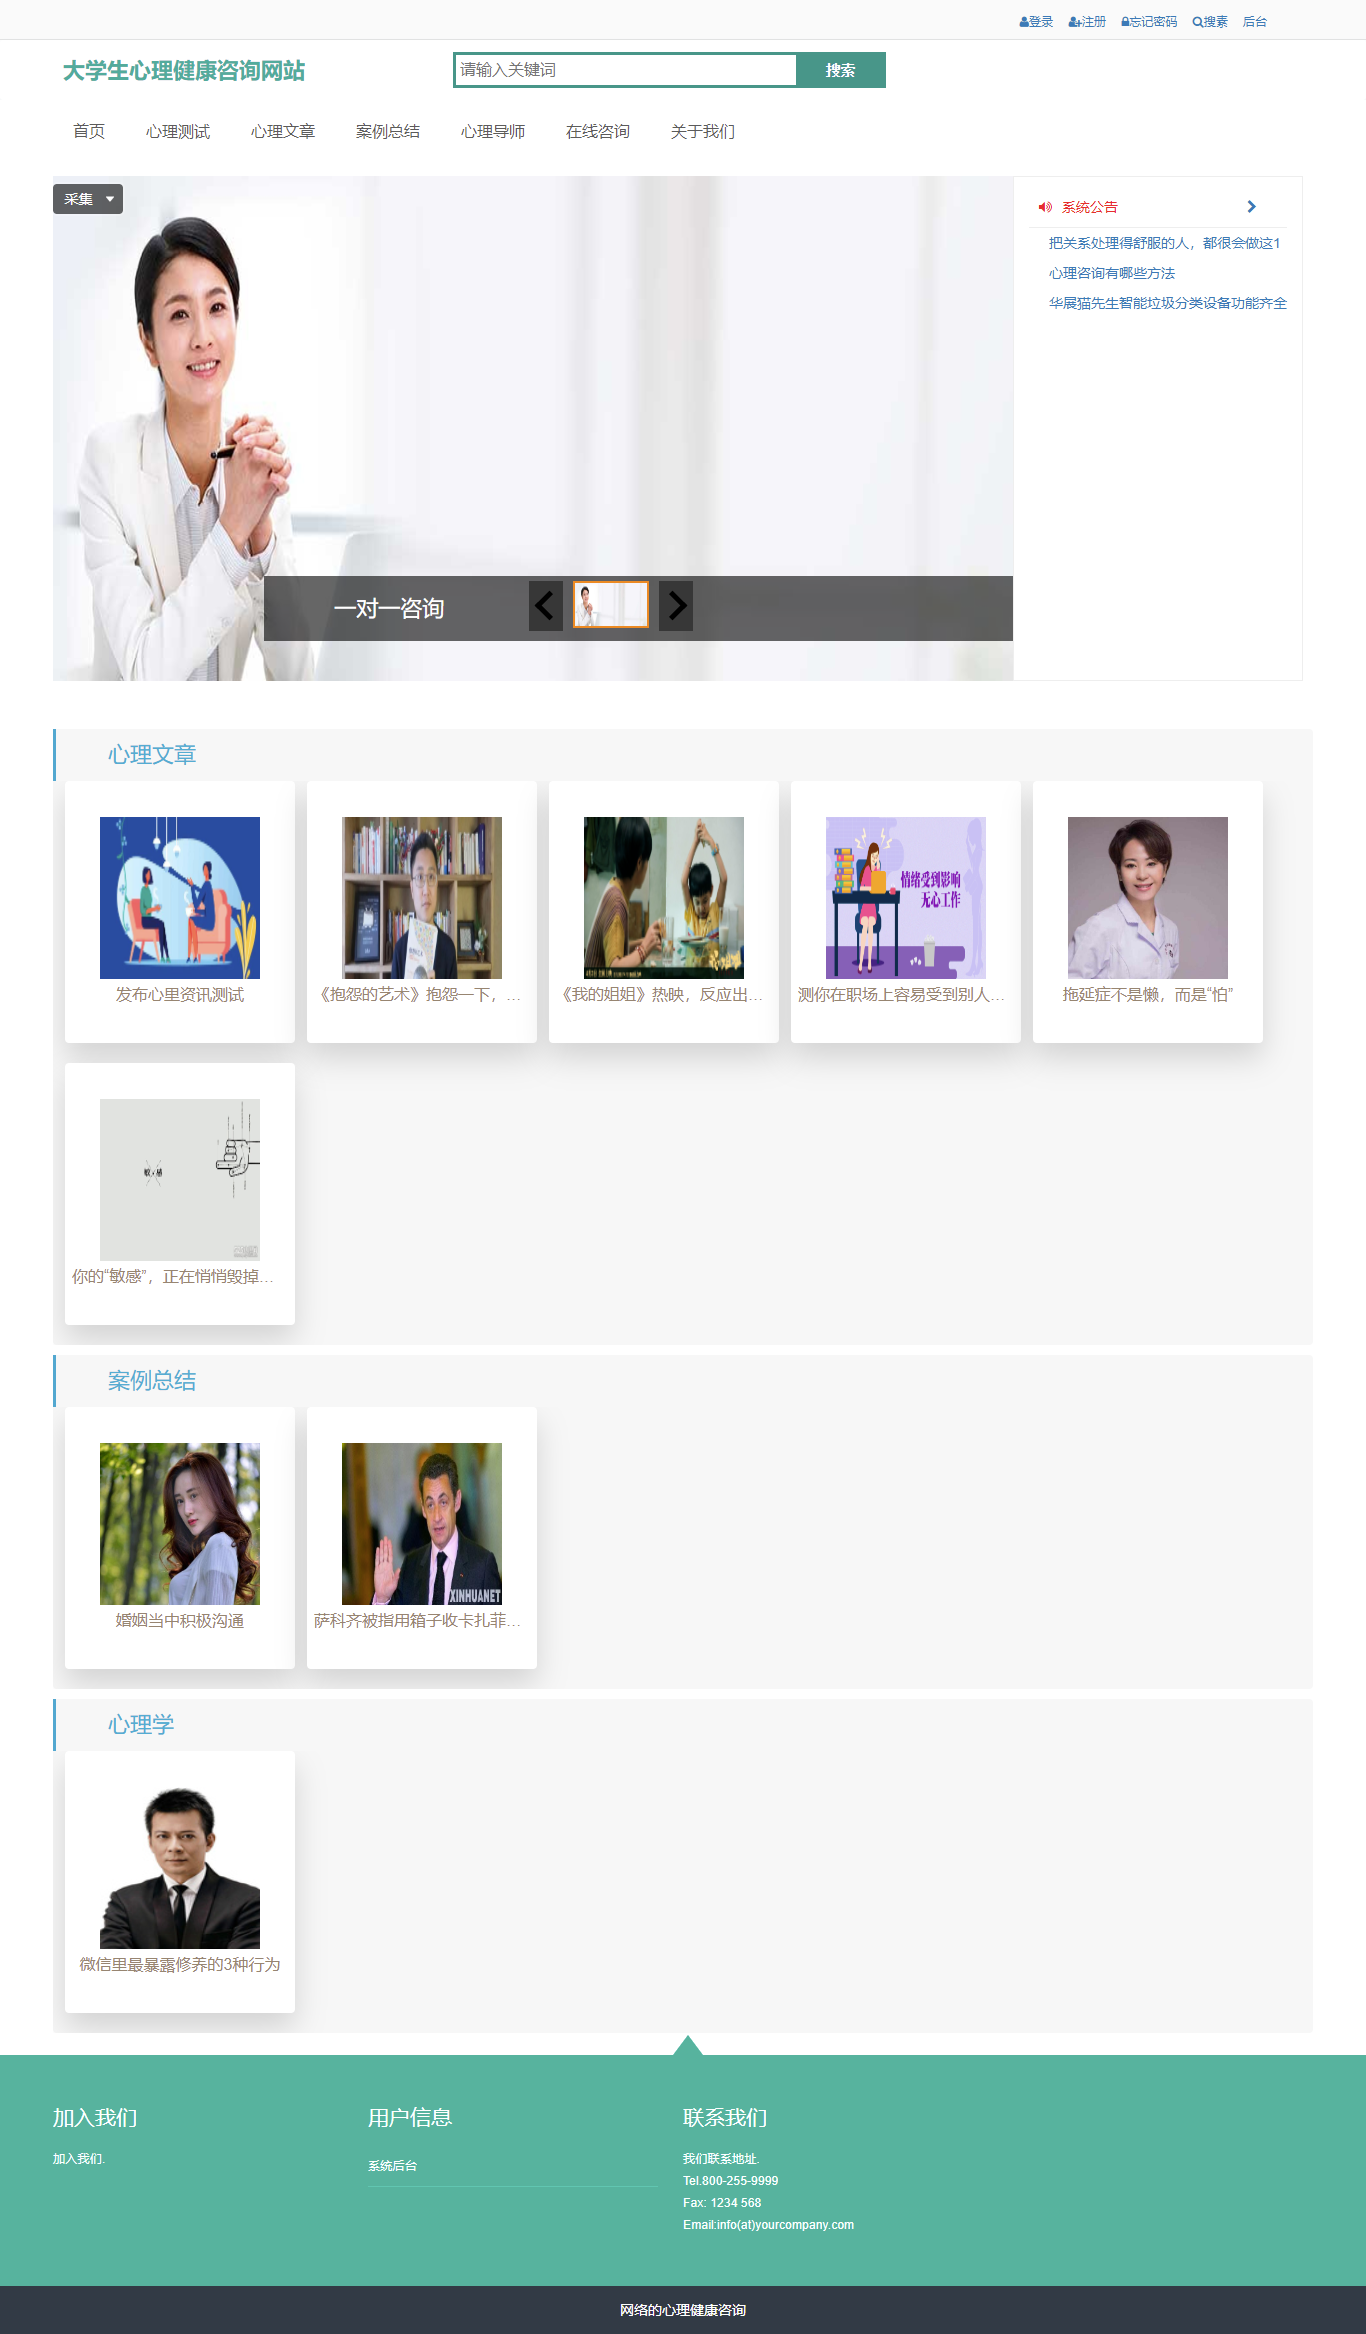 登录 注册 忘记密码 搜素 后台
大学生心理健康咨询网站
请输入关键词
搜索
首页 心理测试 心理文章 案例总结 心理导师 在线咨询 关于我们
采集
系统公告
把关系处理得舒服的人，都很会做这1
心理咨询有哪些方法
华展猫先生智能垃圾分类设备功能齐全
一对一咨询
心理文章
情绪受到影响
无心工作
发布心里资讯测试
《抱怨的艺术》抱怨一下，...
《我的姐姐》热映，反应出...
测你在职场上容易受到别人...
拖延症不是懒，而是“怕”
敏 感
你的“敏感”，正在悄悄毁掉...
案例总结
XINHUANET
婚姻当中积极沟通
萨科齐被指用箱子收卡扎菲...
心理学
微信里最暴露修养的3种行为
加入我们
加入我们.
用户信息
系统后台
联系我们
我们联系地址.
Tel.800-255-9999
Fax: 1234 568
Email:info(at)yourcompany.com
网络的心理健康咨询